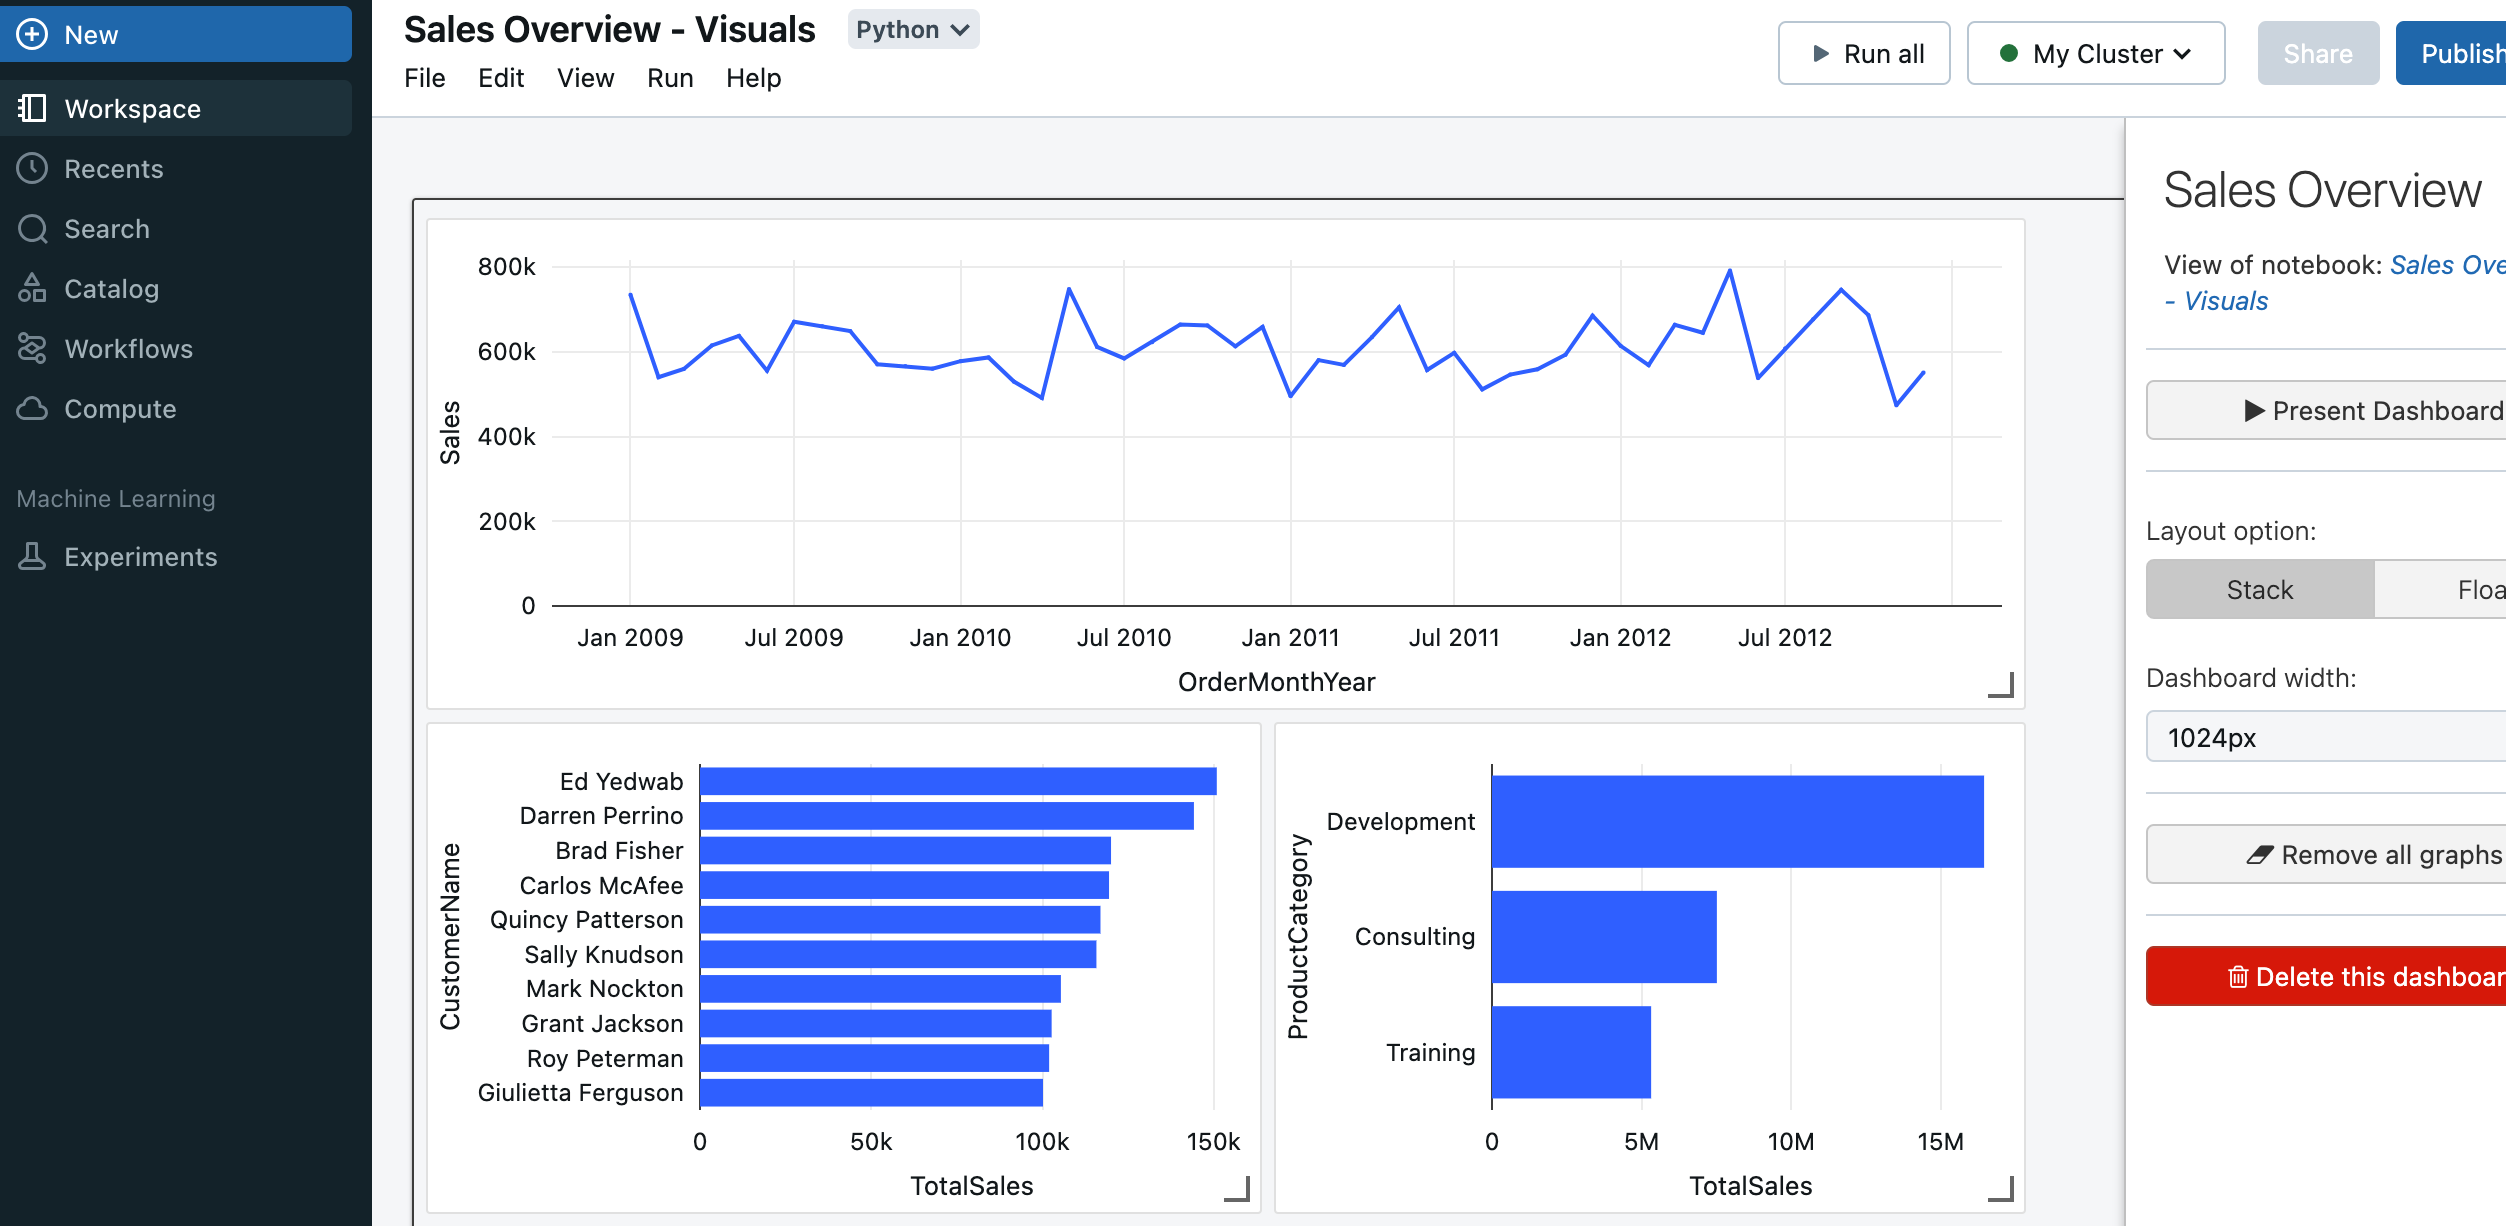 New
Workspace
Recents
Search
Catalog
Workflows
Compute
Machine Learning
Experiments
Sales Overview - Visuals
Python
File Edit View Run Help
Run all
My Cluster
Share
Publish
800k
600k
400k
200k
0
Sales
Jan 2009 Jul 2009 Jan 2010 Jul 2010 Jan 2011 Jul 2011 Jan 2012 Jul 2012
OrderMonthYear
CustomerName
Ed Yedwab
Darren Perrino
Brad Fisher
Carlos McAfee
Quincy Patterson
Sally Knudson
Mark Nockton
Grant Jackson
Roy Peterman
Giulietta Ferguson
0 50k 100k 150k
TotalSales
ProductCategory
Development
Consulting
Training
0 5M 10M 15M
TotalSales
Sales Overview
View of notebook: Sales Ove
- Visuals
Present Dashboard
Layout option:
Stack
Floa
Dashboard width:
1024px
Remove all graphs
Delete this dashboar